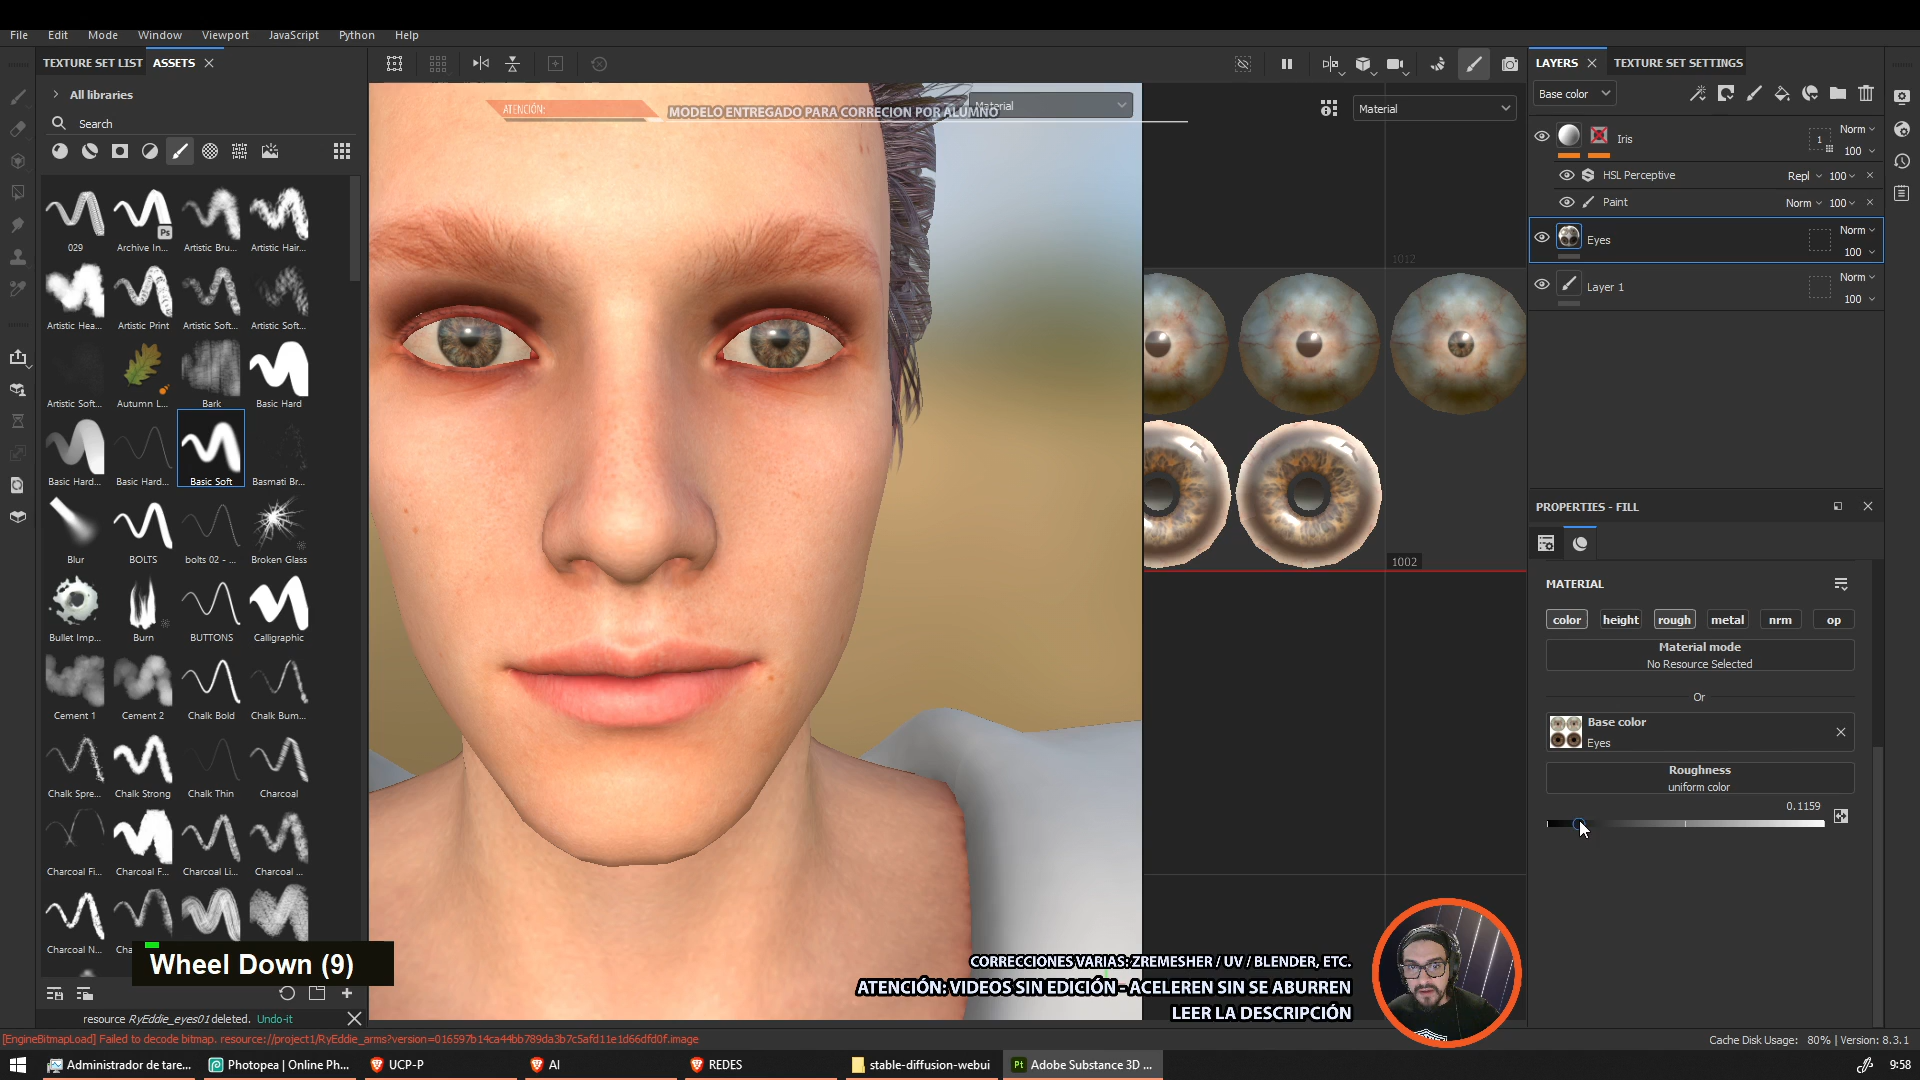 File Edit Mode Window Viewport JavaScript Python Help
TEXTURE SET LIST ASSETS
All libraries
Search
029 Archive In... Artistic Bru... Artistic Hair...
Artistic Hea... Artistic Print Artistic Soft... Artistic Soft...
Artistic Soft... Autumn L... Bark Basic Hard
Basic Hard... Basic Hard... Basic Soft Basmati Br...
Blur BOLTS bolts 02 - ... Broken Glass
Bullet Imp... Burn BUTTONS Calligraphic
Cement 1 Cement 2 Chalk Bold Chalk Bum...
Chalk Spre... Chalk Strong Chalk Thin Charcoal
Charcoal Fi... Charcoal F... Charcoal Li... Charcoal ...
Charcoal N...
Wheel Down (9)
resource RyEddie_eyes01 deleted. Undo-it
[EngineBitmapLoad] Failed to decode bitmap. resource://project1/RyEddie_arms?version=016597b14ca44bb789da3b7c5afd11e1d66dfd0f.image
ATENCIÓN:
MODELO ENTREGADO PARA CORRECION POR ALUMNO
Material
Material
1012
1002
CORRECCIONES VARIAS: ZREMESHER / UV / BLENDER, ETC.
ATENCIÓN: VIDEOS SIN EDICIÓN - ACELEREN SIN SE ABURREN
LEER LA DESCRIPCIÓN
LAYERS TEXTURE SET SETTINGS
Base color
Iris 1 Norm 100
HSL Perceptive Repl 100
Paint Norm 100
Eyes Norm 100
Layer 1 Norm 100
PROPERTIES - FILL
MATERIAL
color height rough metal nrm op
Material mode
No Resource Selected
Or
Base color
Eyes
Roughness
uniform color
0.1159
Cache Disk Usage: 80% | Version: 8.3.1
Administrador de tare... Photopea | Online Ph... UCP-P AI REDES stable-diffusion-webui Pt Adobe Substance 3D ... 9:58